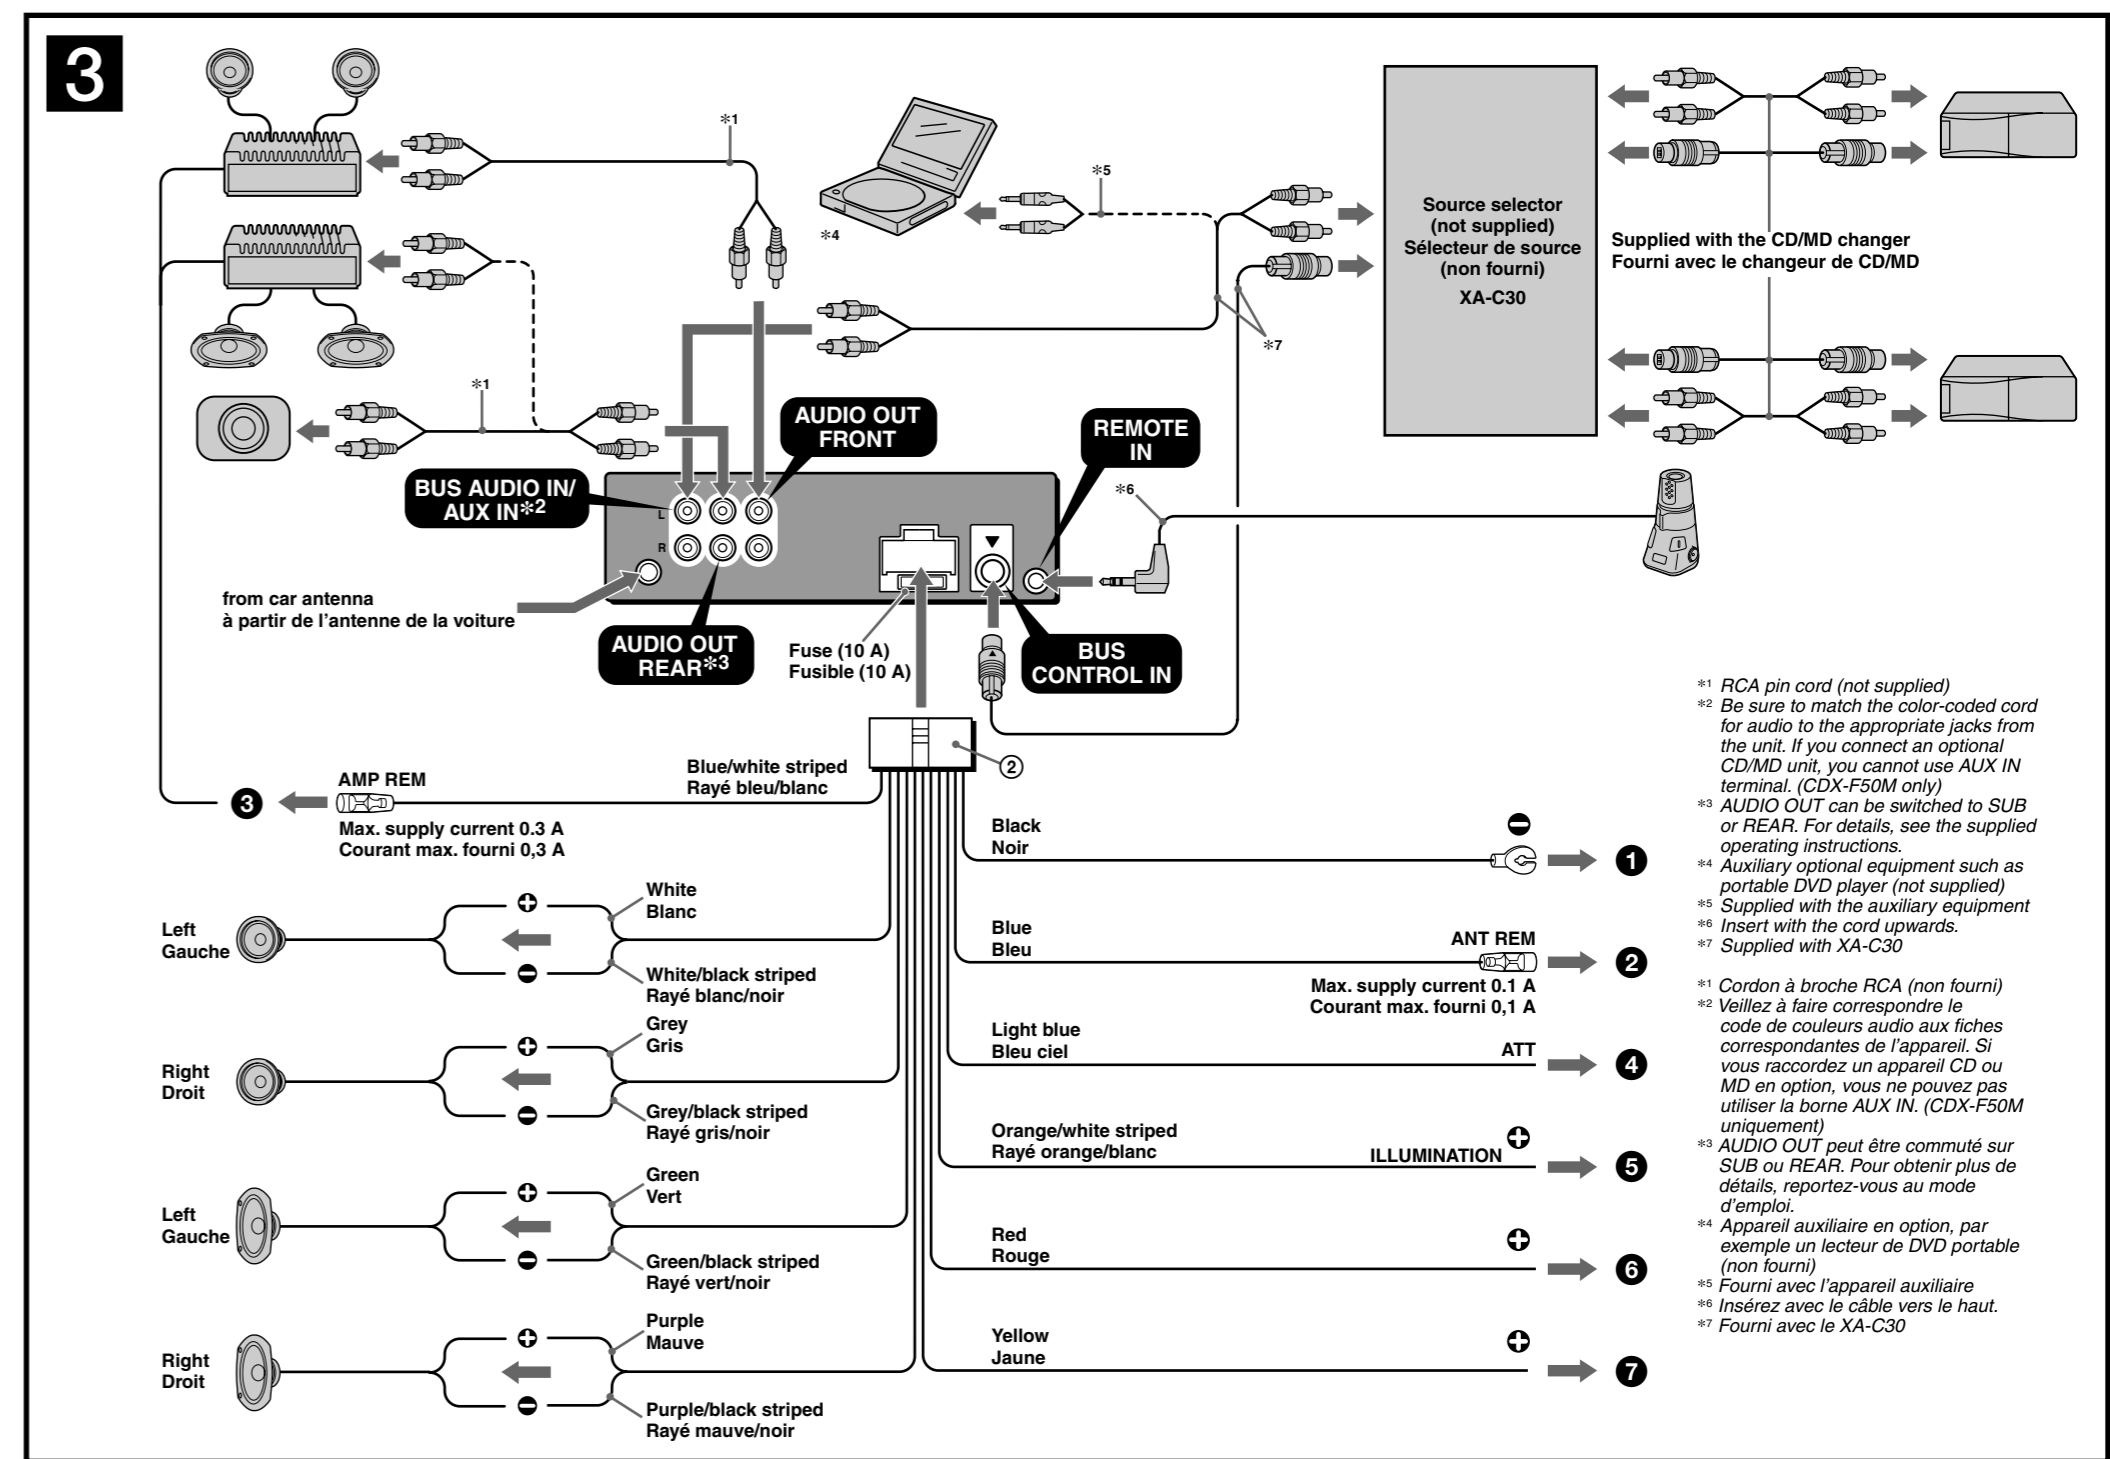 3
*1
*5
*4
Source selector
(not supplied)
Sélecteur de source
(non fourni)
XA-C30
Supplied with the CD/MD changer
Fourni avec le changeur de CD/MD
*7
*1
AUDIO OUT
FRONT
REMOTE
IN
BUS AUDIO IN/
AUX IN*2
*6
L
R
from car antenna
à partir de l'antenne de la voiture
AUDIO OUT
REAR*3
Fuse (10 A)
Fusible (10 A)
BUS
CONTROL IN
2
3
AMP REM
Blue/white striped
Rayé bleu/blanc
Max. supply current 0.3 A
Courant max. fourni 0,3 A
Left
Gauche
White
Blanc
White/black striped
Rayé blanc/noir
Right
Droit
Grey
Gris
Grey/black striped
Rayé gris/noir
Left
Gauche
Green
Vert
Green/black striped
Rayé vert/noir
Right
Droit
Purple
Mauve
Purple/black striped
Rayé mauve/noir
Black
Noir
1
Blue
Bleu
ANT REM
2
Max. supply current 0.1 A
Courant max. fourni 0,1 A
Light blue
Bleu ciel
ATT
4
Orange/white striped
Rayé orange/blanc
ILLUMINATION
5
Red
Rouge
6
Yellow
Jaune
7
*1 RCA pin cord (not supplied)
*2 Be sure to match the color-coded cord
for audio to the appropriate jacks from
the unit. If you connect an optional
CD/MD unit, you cannot use AUX IN
terminal. (CDX-F50M only)
*3 AUDIO OUT can be switched to SUB
or REAR. For details, see the supplied
operating instructions.
*4 Auxiliary optional equipment such as
portable DVD player (not supplied)
*5 Supplied with the auxiliary equipment
*6 Insert with the cord upwards.
*7 Supplied with XA-C30
*1 Cordon à broche RCA (non fourni)
*2 Veillez à faire correspondre le
code de couleurs audio aux fiches
correspondantes de l'appareil. Si
vous raccordez un appareil CD ou
MD en option, vous ne pouvez pas
utiliser la borne AUX IN. (CDX-F50M
uniquement)
*3 AUDIO OUT peut être commuté sur
SUB ou REAR. Pour obtenir plus de
détails, reportez-vous au mode
d'emploi.
*4 Appareil auxiliaire en option, par
exemple un lecteur de DVD portable
(non fourni)
*5 Fourni avec l'appareil auxiliaire
*6 Insérez avec le câble vers le haut.
*7 Fourni avec le XA-C30